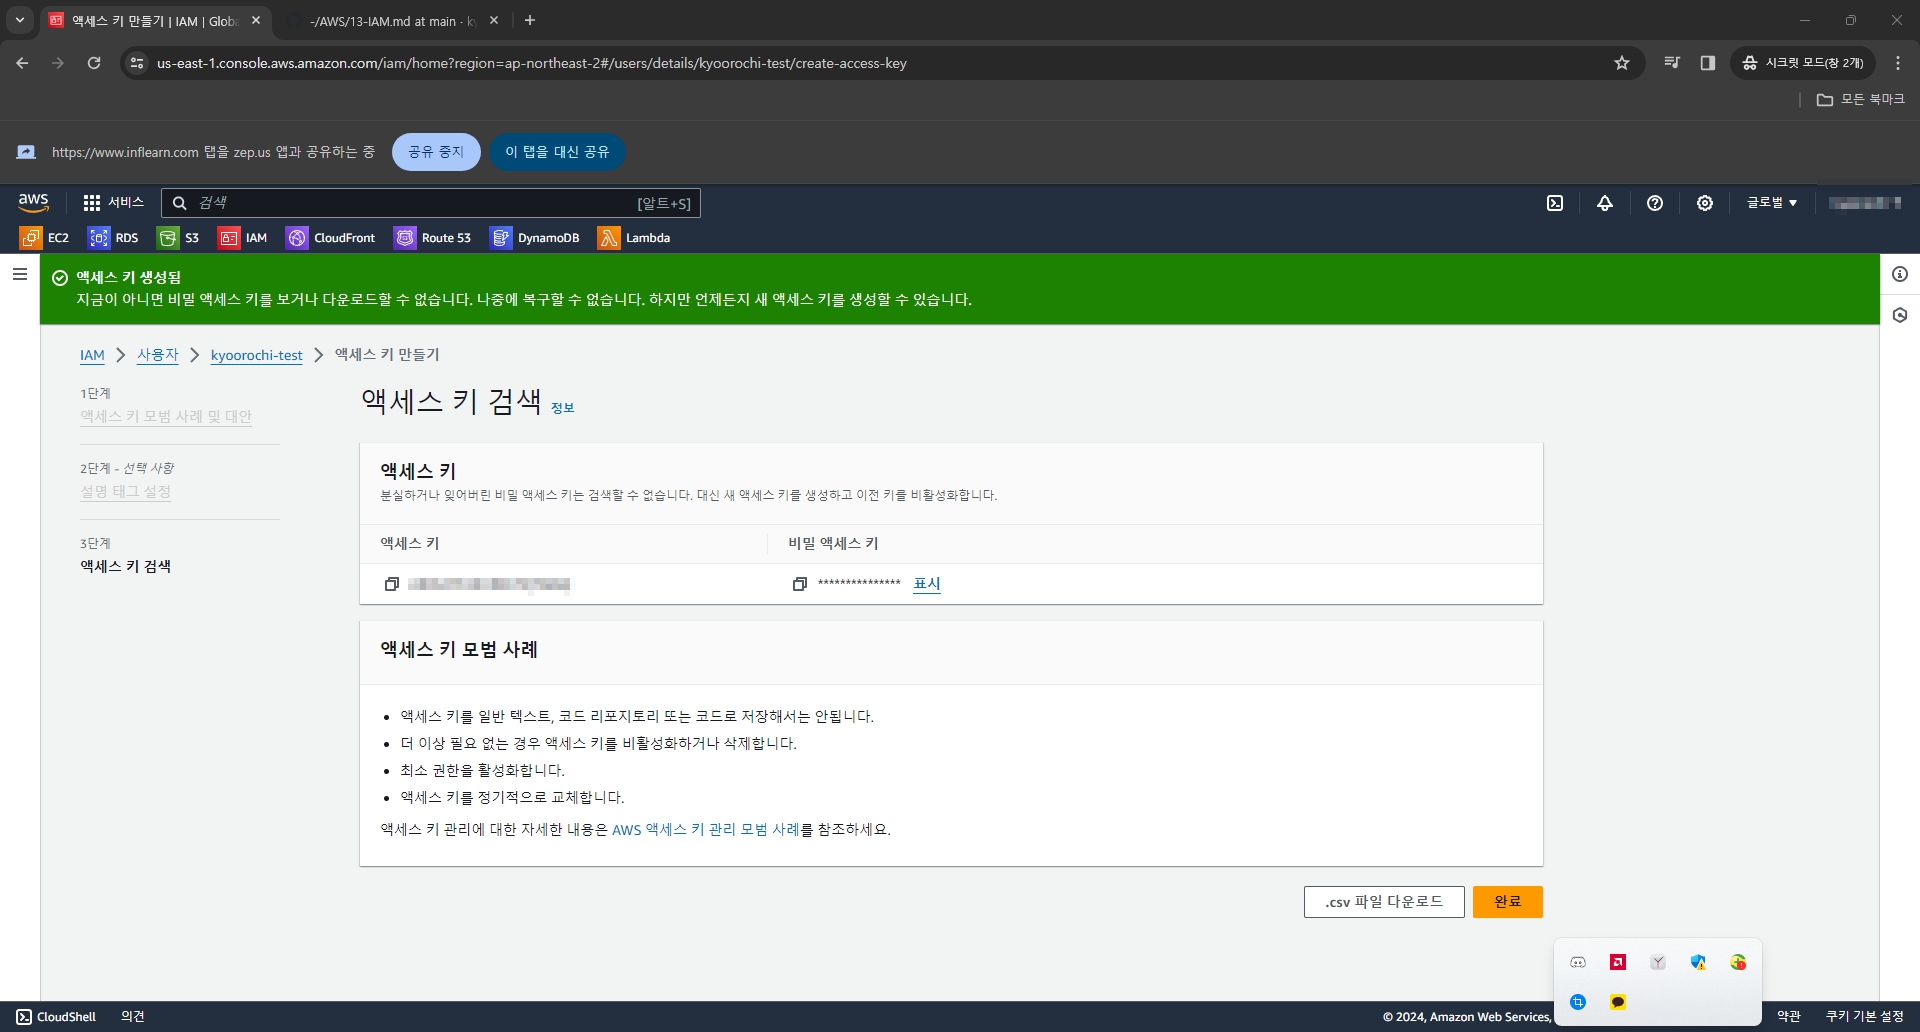 액세스 키 만들기 | IAM | Globa
-/AWS/13-IAM.md at main · ky
us-east-1.console.aws.amazon.com/iam/home?region=ap-northeast-2#/users/details/kyoorochi-test/create-access-key
시크릿 모드(창 2개)
모든 북마크
https://www.inflearn.com 탭을 zep.us 앱과 공유하는 중
공유 중지
이 탭을 대신 공유
aws
서비스
검색
[알트+S]
글로벌
EC2
RDS
S3
IAM
CloudFront
Route 53
DynamoDB
Lambda
액세스 키 생성됨
지금이 아니면 비밀 액세스 키를 보거나 다운로드할 수 없습니다. 나중에 복구할 수 없습니다. 하지만 언제든지 새 액세스 키를 생성할 수 있습니다.
IAM
사용자
kyoorochi-test
액세스 키 만들기
1단계
액세스 키 모범 사례 및 대안
2단계 - 선택 사항
설명 태그 설정
3단계
액세스 키 검색
액세스 키 검색 정보
액세스 키
분실하거나 잊어버린 비밀 액세스 키는 검색할 수 없습니다. 대신 새 액세스 키를 생성하고 이전 키를 비활성화합니다.
액세스 키
비밀 액세스 키
*************** 표시
액세스 키 모범 사례
• 액세스 키를 일반 텍스트, 코드 리포지토리 또는 코드로 저장해서는 안됩니다.
• 더 이상 필요 없는 경우 액세스 키를 비활성화하거나 삭제합니다.
• 최소 권한을 활성화합니다.
• 액세스 키를 정기적으로 교체합니다.
액세스 키 관리에 대한 자세한 내용은 AWS 액세스 키 관리 모범 사례를 참조하세요.
.csv 파일 다운로드
완료
CloudShell
의견
© 2024, Amazon Web Services,
약관
쿠키 기본 설정